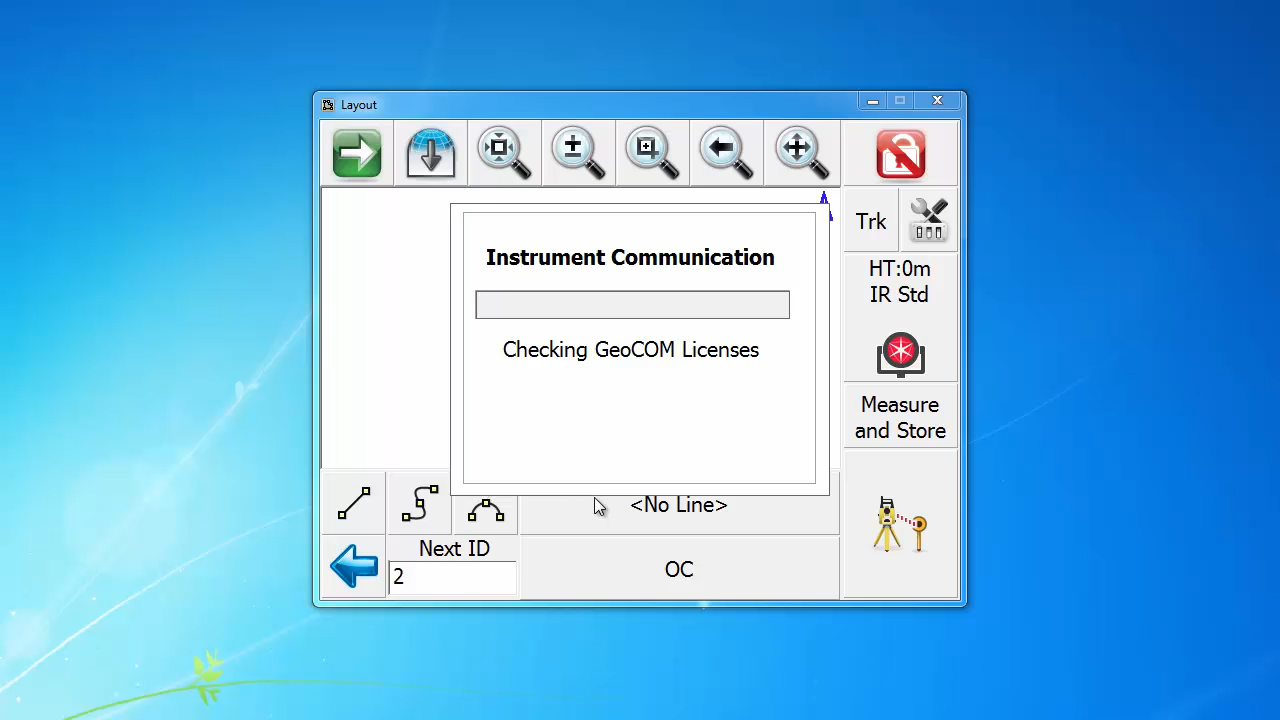 Layout
Trk
Instrument Communication
HT:0m
IR Std
Checking GeoCOM Licenses
Measure
and Store
<No Line>
Next ID
2
OC